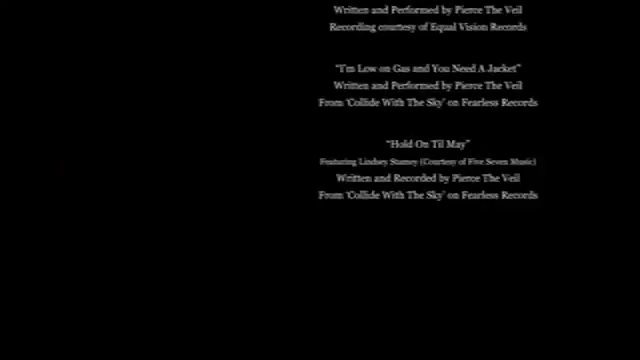 Written and Performed by Pierce The Veil
Recording courtesy of Equal Vision Records
"I'm Low on Gas and You Need A Jacket"
Written and Performed by Pierce The Veil
From 'Collide With The Sky' on Fearless Records
"Hold On Til May"
Featuring Lindsey Stamey (Courtesy of Five Seven Music)
Written and Recorded by Pierce The Veil
From 'Collide With The Sky' on Fearless Records